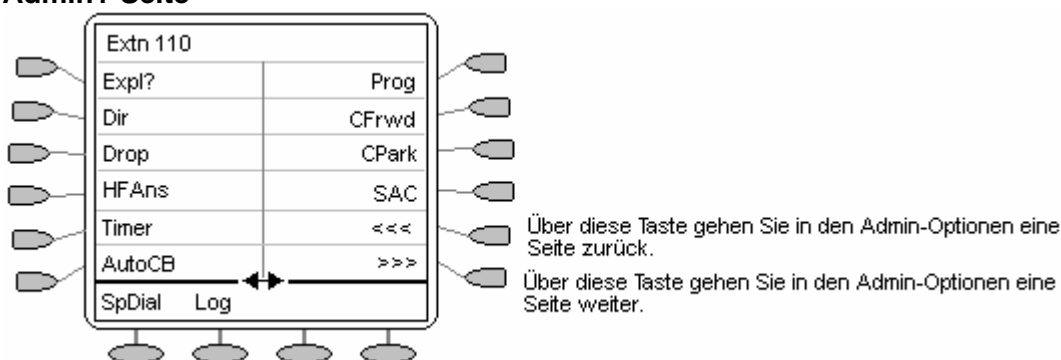 Admin1-Seite
Extn 110
Expl? Prog
Dir CFrwd
Drop CPark
HFAns SAC
Timer <<<
Über diese Taste gehen Sie in den Admin-Optionen eine
Seite zurück.
AutoCB >>>
Über diese Taste gehen Sie in den Admin-Optionen eine
Seite weiter.
SpDial Log